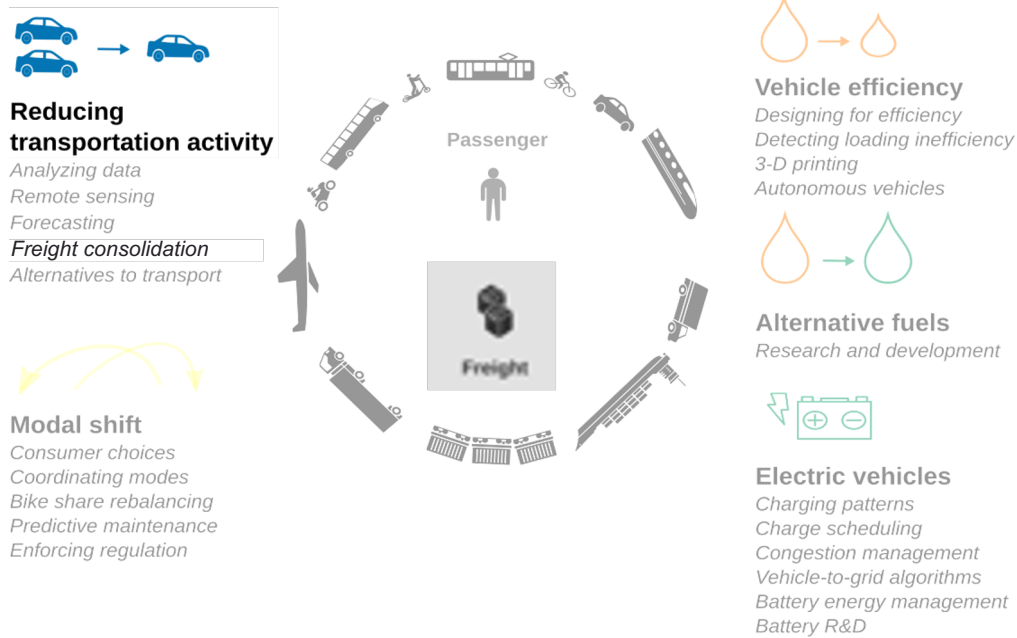 Reducing
transportation activity
Analyzing data
Remote sensing
Forecasting
Freight consolidation
Alternatives to transport
Modal shift
Consumer choices
Coordinating modes
Bike share rebalancing
Predictive maintenance
Enforcing regulation
Passenger
Freight
Vehicle efficiency
Designing for efficiency
Detecting loading inefficiency
3-D printing
Autonomous vehicles
Alternative fuels
Research and development
Electric vehicles
Charging patterns
Charge scheduling
Congestion management
Vehicle-to-grid algorithms
Battery energy management
Battery R&D